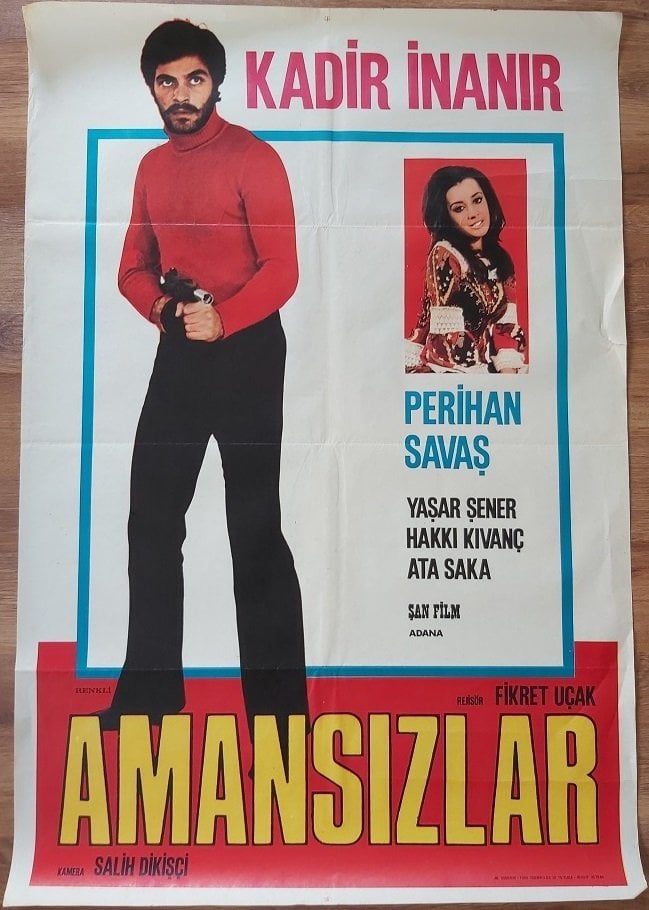 KADİR İNANIR
PERİHAN
SAVAŞ
YAŞAR ŞENER
HAKKI KIVANÇ
ATA SAKA
ŞAN FİLM
ADANA
RENKLİ
REJİSÖR FİKRET UÇAK
AMANSIZLAR
KAMERA SALİH DİKİŞÇİ